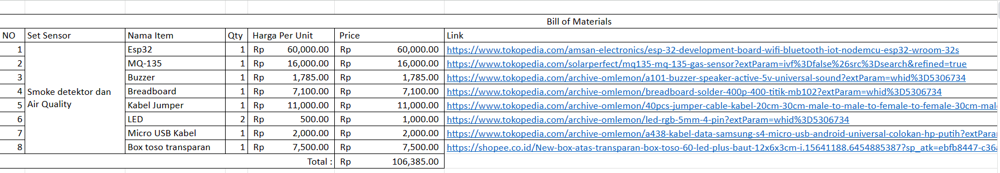 Bill of Materials
NO Set Sensor Nama Item Qty Harga Per Unit Price Link
1 Esp32 1 Rp 60,000.00 Rp 60,000.00 https://www.tokopedia.com/amsan-electronics/esp-32-development-board-wifi-bluetooth-iot-nodemcu-esp32-wroom-32s
2 MQ-135 1 Rp 16,000.00 Rp 16,000.00 https://www.tokopedia.com/solarperfect/mq135-mq-135-gas-sensor?extParam=ivf%3Dfalse%26src%3Dsearch&refined=true
3 Buzzer 1 Rp 1,785.00 Rp 1,785.00 https://www.tokopedia.com/archive-omlemon/a101-buzzer-speaker-active-5v-universal-sound?extParam=whid%3D5306734
4 Smoke detektor dan Breadboard 1 Rp 7,100.00 Rp 7,100.00 https://www.tokopedia.com/archive-omlemon/breadboard-solder-400p-400-titik-mb102?extParam=whid%3D5306734
5 Air Quality Kabel Jumper 1 Rp 11,000.00 Rp 11,000.00 https://www.tokopedia.com/archive-omlemon/40pcs-jumper-cable-kabel-20cm-30cm-male-to-male-to-female-to-female-30cm-mal
6 LED 2 Rp 500.00 Rp 1,000.00 https://www.tokopedia.com/archive-omlemon/led-rgb-5mm-4-pin?extParam=whid%3D5306734
7 Micro USB Kabel 1 Rp 2,000.00 Rp 2,000.00 https://www.tokopedia.com/archive-omlemon/a438-kabel-data-samsung-s4-micro-usb-android-universal-colokan-hp-putih?extPara
8 Box toso transparan 1 Rp 7,500.00 Rp 7,500.00 https://shopee.co.id/New-box-atas-transparan-box-toso-60-led-plus-baut-12x6x3cm-i.15641188.6454885387?sp_atk=ebfb8447-c36a
Total : Rp 106,385.00